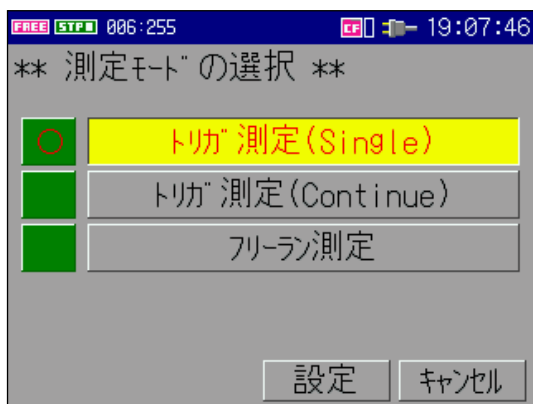 FREE STP 006:255 CF 19:07:46
** 測定ﾓｰﾄﾞの選択 **
○ ﾄﾘｶﾞ測定(Single)
ﾄﾘｶﾞ測定(Continue)
ﾌﾘｰﾗﾝ測定
設定 ｷｬﾝｾﾙ